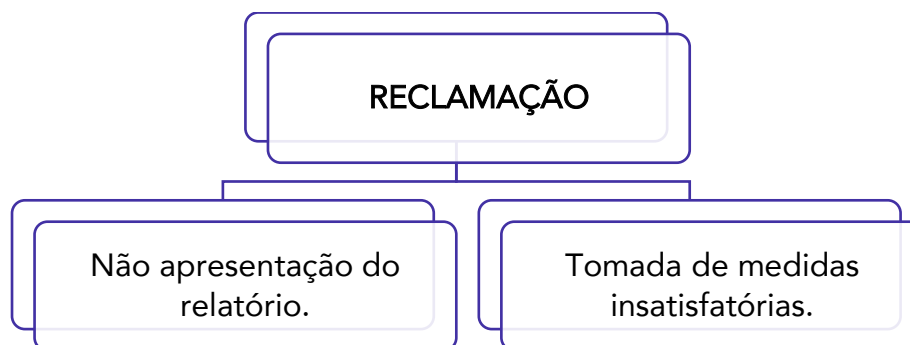 RECLAMAÇÃO
Não apresentação do
relatório.
Tomada de medidas
insatisfatórias.